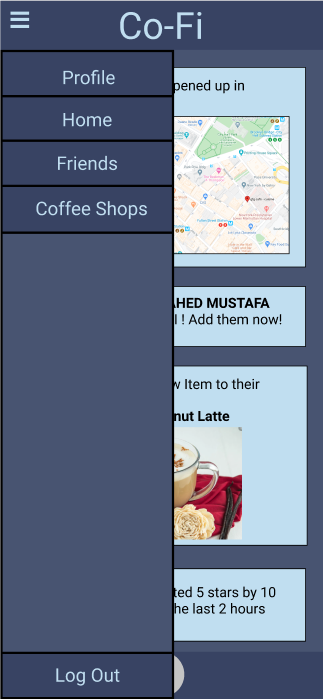 Co-Fi
Profile
pened up in
Home
Friends
Coffee Shops
AHED MUSTAFA
! Add them now!
w Item to their
nut Latte
ted 5 stars by 10
he last 2 hours
Log Out